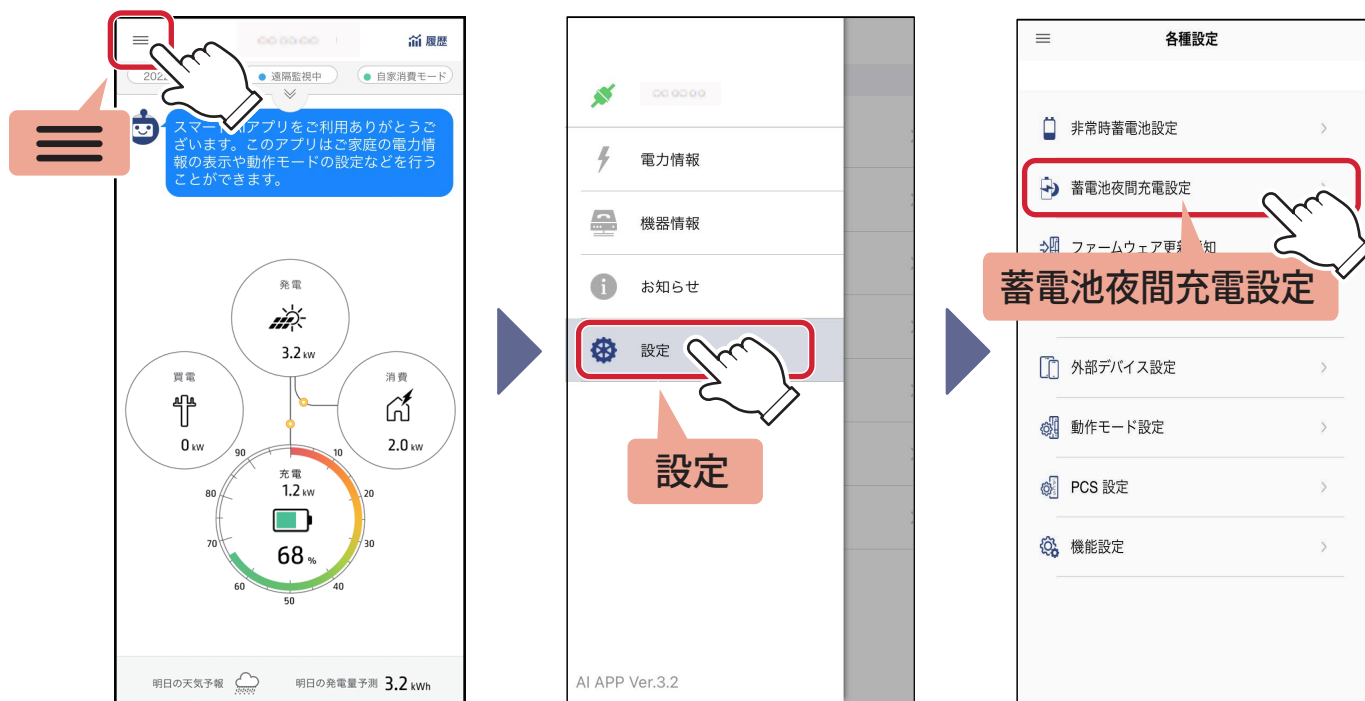 履歴
遠隔監視中
自家消費モード
スマート
アプリをご利用ありがとうご
ざいます。このアプリはご家庭の電力情
報の表示や動作モードの設定などを行う
ことができます。
発電
3.2 kW
買電
0 kW
消費
2.0 kW
充電
1.2 kW
68 %
10
20
30
40
50
60
70
80
90
明日の天気予報
明日の発電量予測 3.2 kWh
電力情報
機器情報
お知らせ
設定
設定
AI APP Ver.3.2
各種設定
非常時蓄電池設定
蓄電池夜間充電設定
ファームウェア更新
知
蓄電池夜間充電設定
外部デバイス設定
動作モード設定
PCS 設定
機能設定